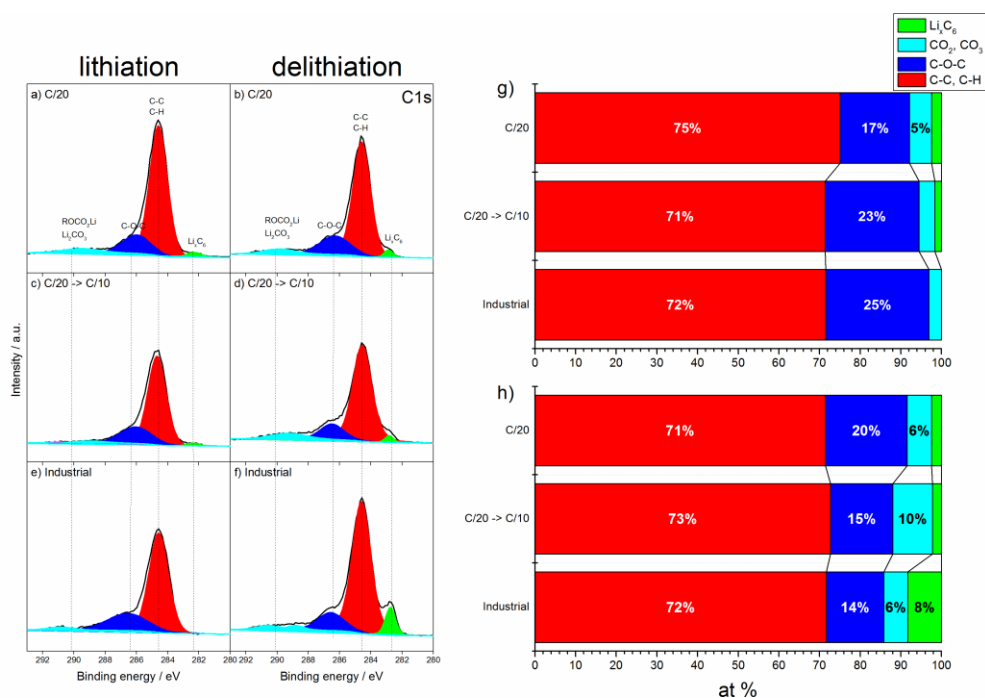 lithiation
delithiation
a) C/20
C-C
C-H
ROCO₂Li
Li₂CO₃
C-O-C
LiₓC₆
b) C/20
C1s
C-C
C-H
ROCO₂Li
Li₂CO₃
C-O-C
LiₓC₆
c) C/20 -> C/10
d) C/20 -> C/10
e) Industrial
f) Industrial
Intensity / a.u.
292 290 288 286 284 282 280 292 290 288 286 284 282 280
Binding energy / eV
Binding energy / eV
LiₓC₆
CO₂, CO₃
C-O-C
C-C, C-H
g)
C/20
75% 17% 5%
C/20 -> C/10
71% 23%
Industrial
72% 25%
0 10 20 30 40 50 60 70 80 90 100
h)
C/20
71% 20% 6%
C/20 -> C/10
73% 15% 10%
Industrial
72% 14% 6% 8%
0 10 20 30 40 50 60 70 80 90 100
at %